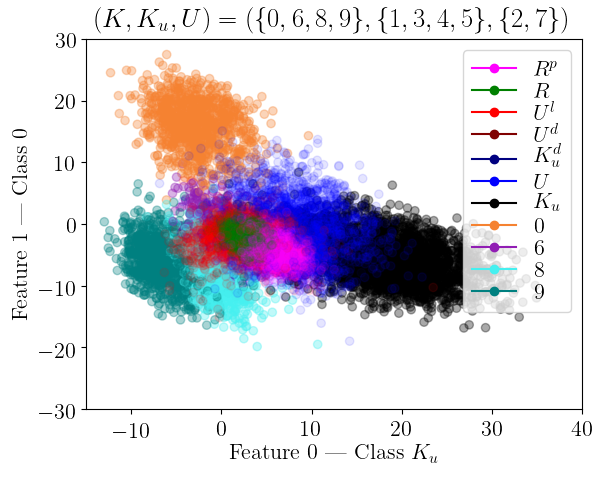 (K, K_u, U) = ({0, 6, 8, 9}, {1, 3, 4, 5}, {2, 7})
30
20
10
0
−10
−20
−30
Feature 1 — Class 0
R^p
R
U^l
U^d
K_u^d
U
K_u
0
6
8
9
−10
0
10
20
30
40
Feature 0 — Class K_u